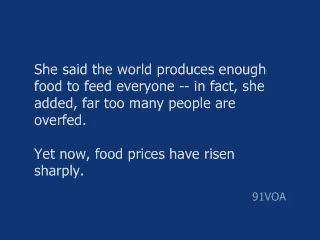 She said the world produces enough
food to feed everyone -- in fact, she
added, far too many people are
overfed.
Yet now, food prices have risen
sharply.
91VOA